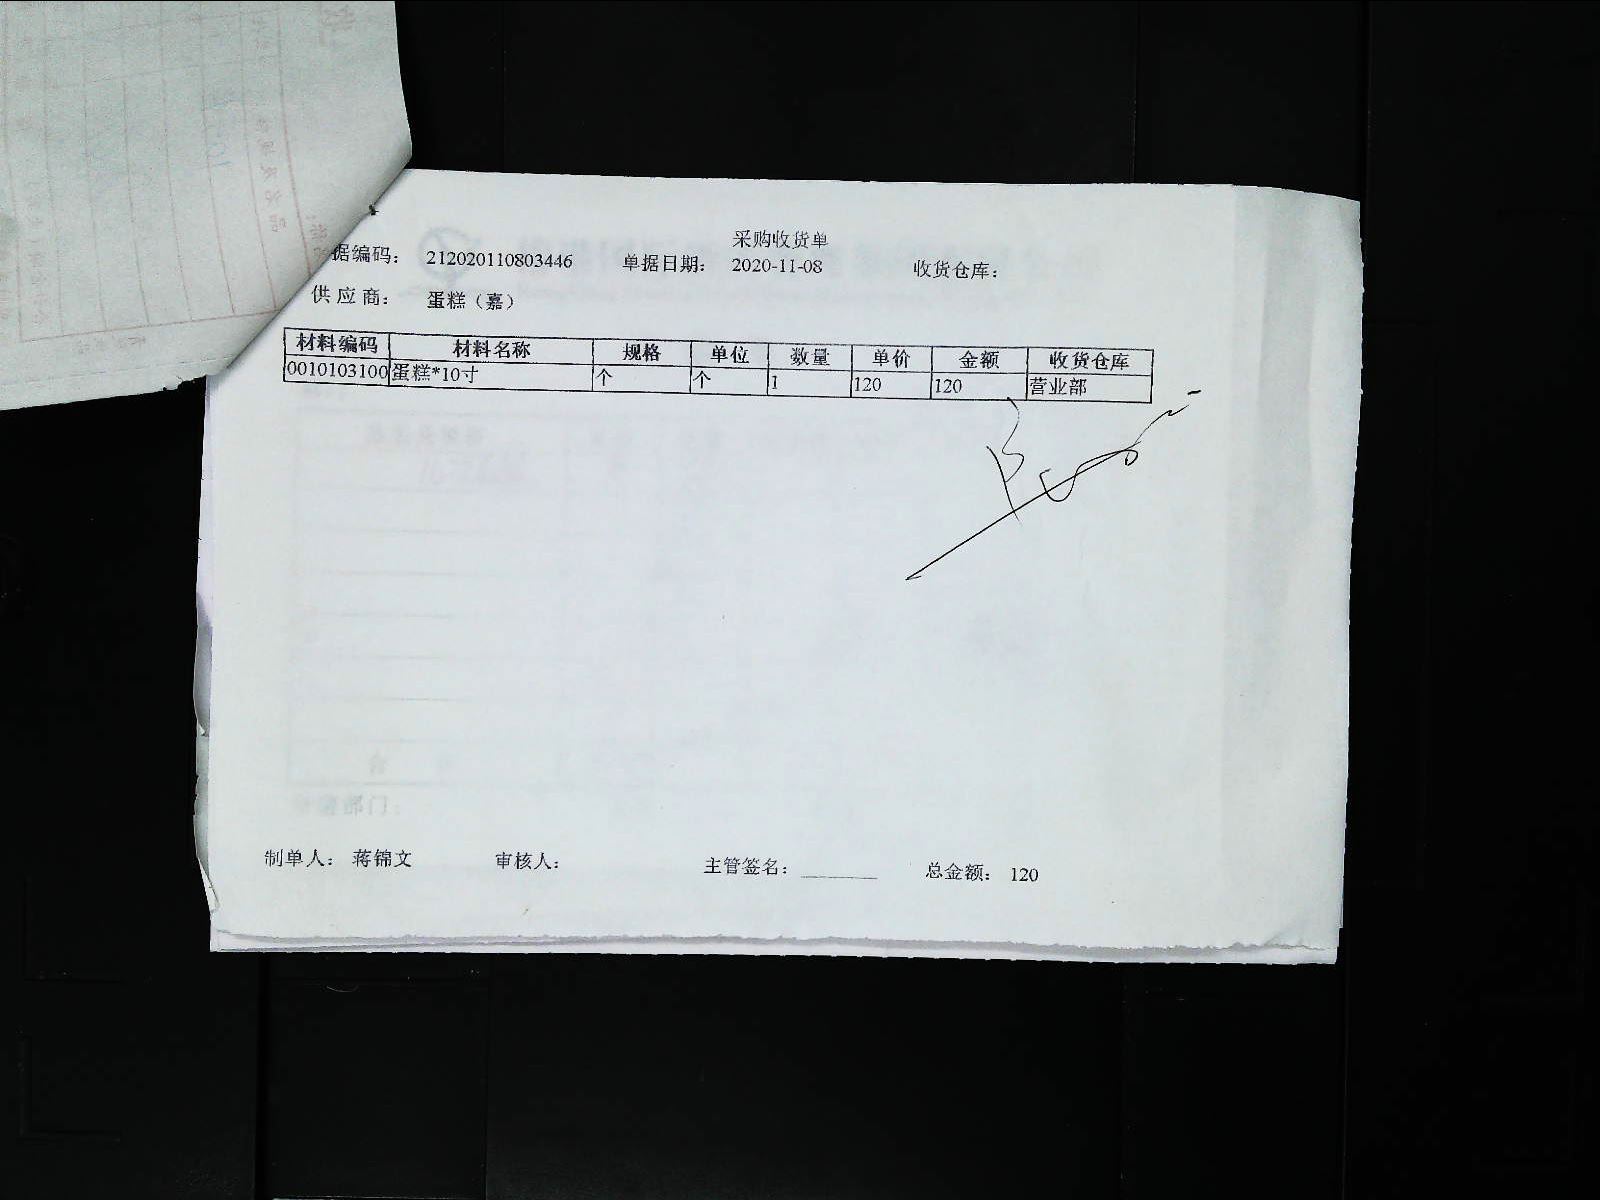 采购收货单
据编码: 212020110803446 单据日期: 2020-11-08 收货仓库:
供应商: 蛋糕（嘉）
材料编码 材料名称 规格 单位 数量 单价 金额 收货仓库
0010103100 蛋糕*10寸 个 个 1 120 120 营业部
制单人: 蒋锦文 审核人: 主管签名: 总金额: 120